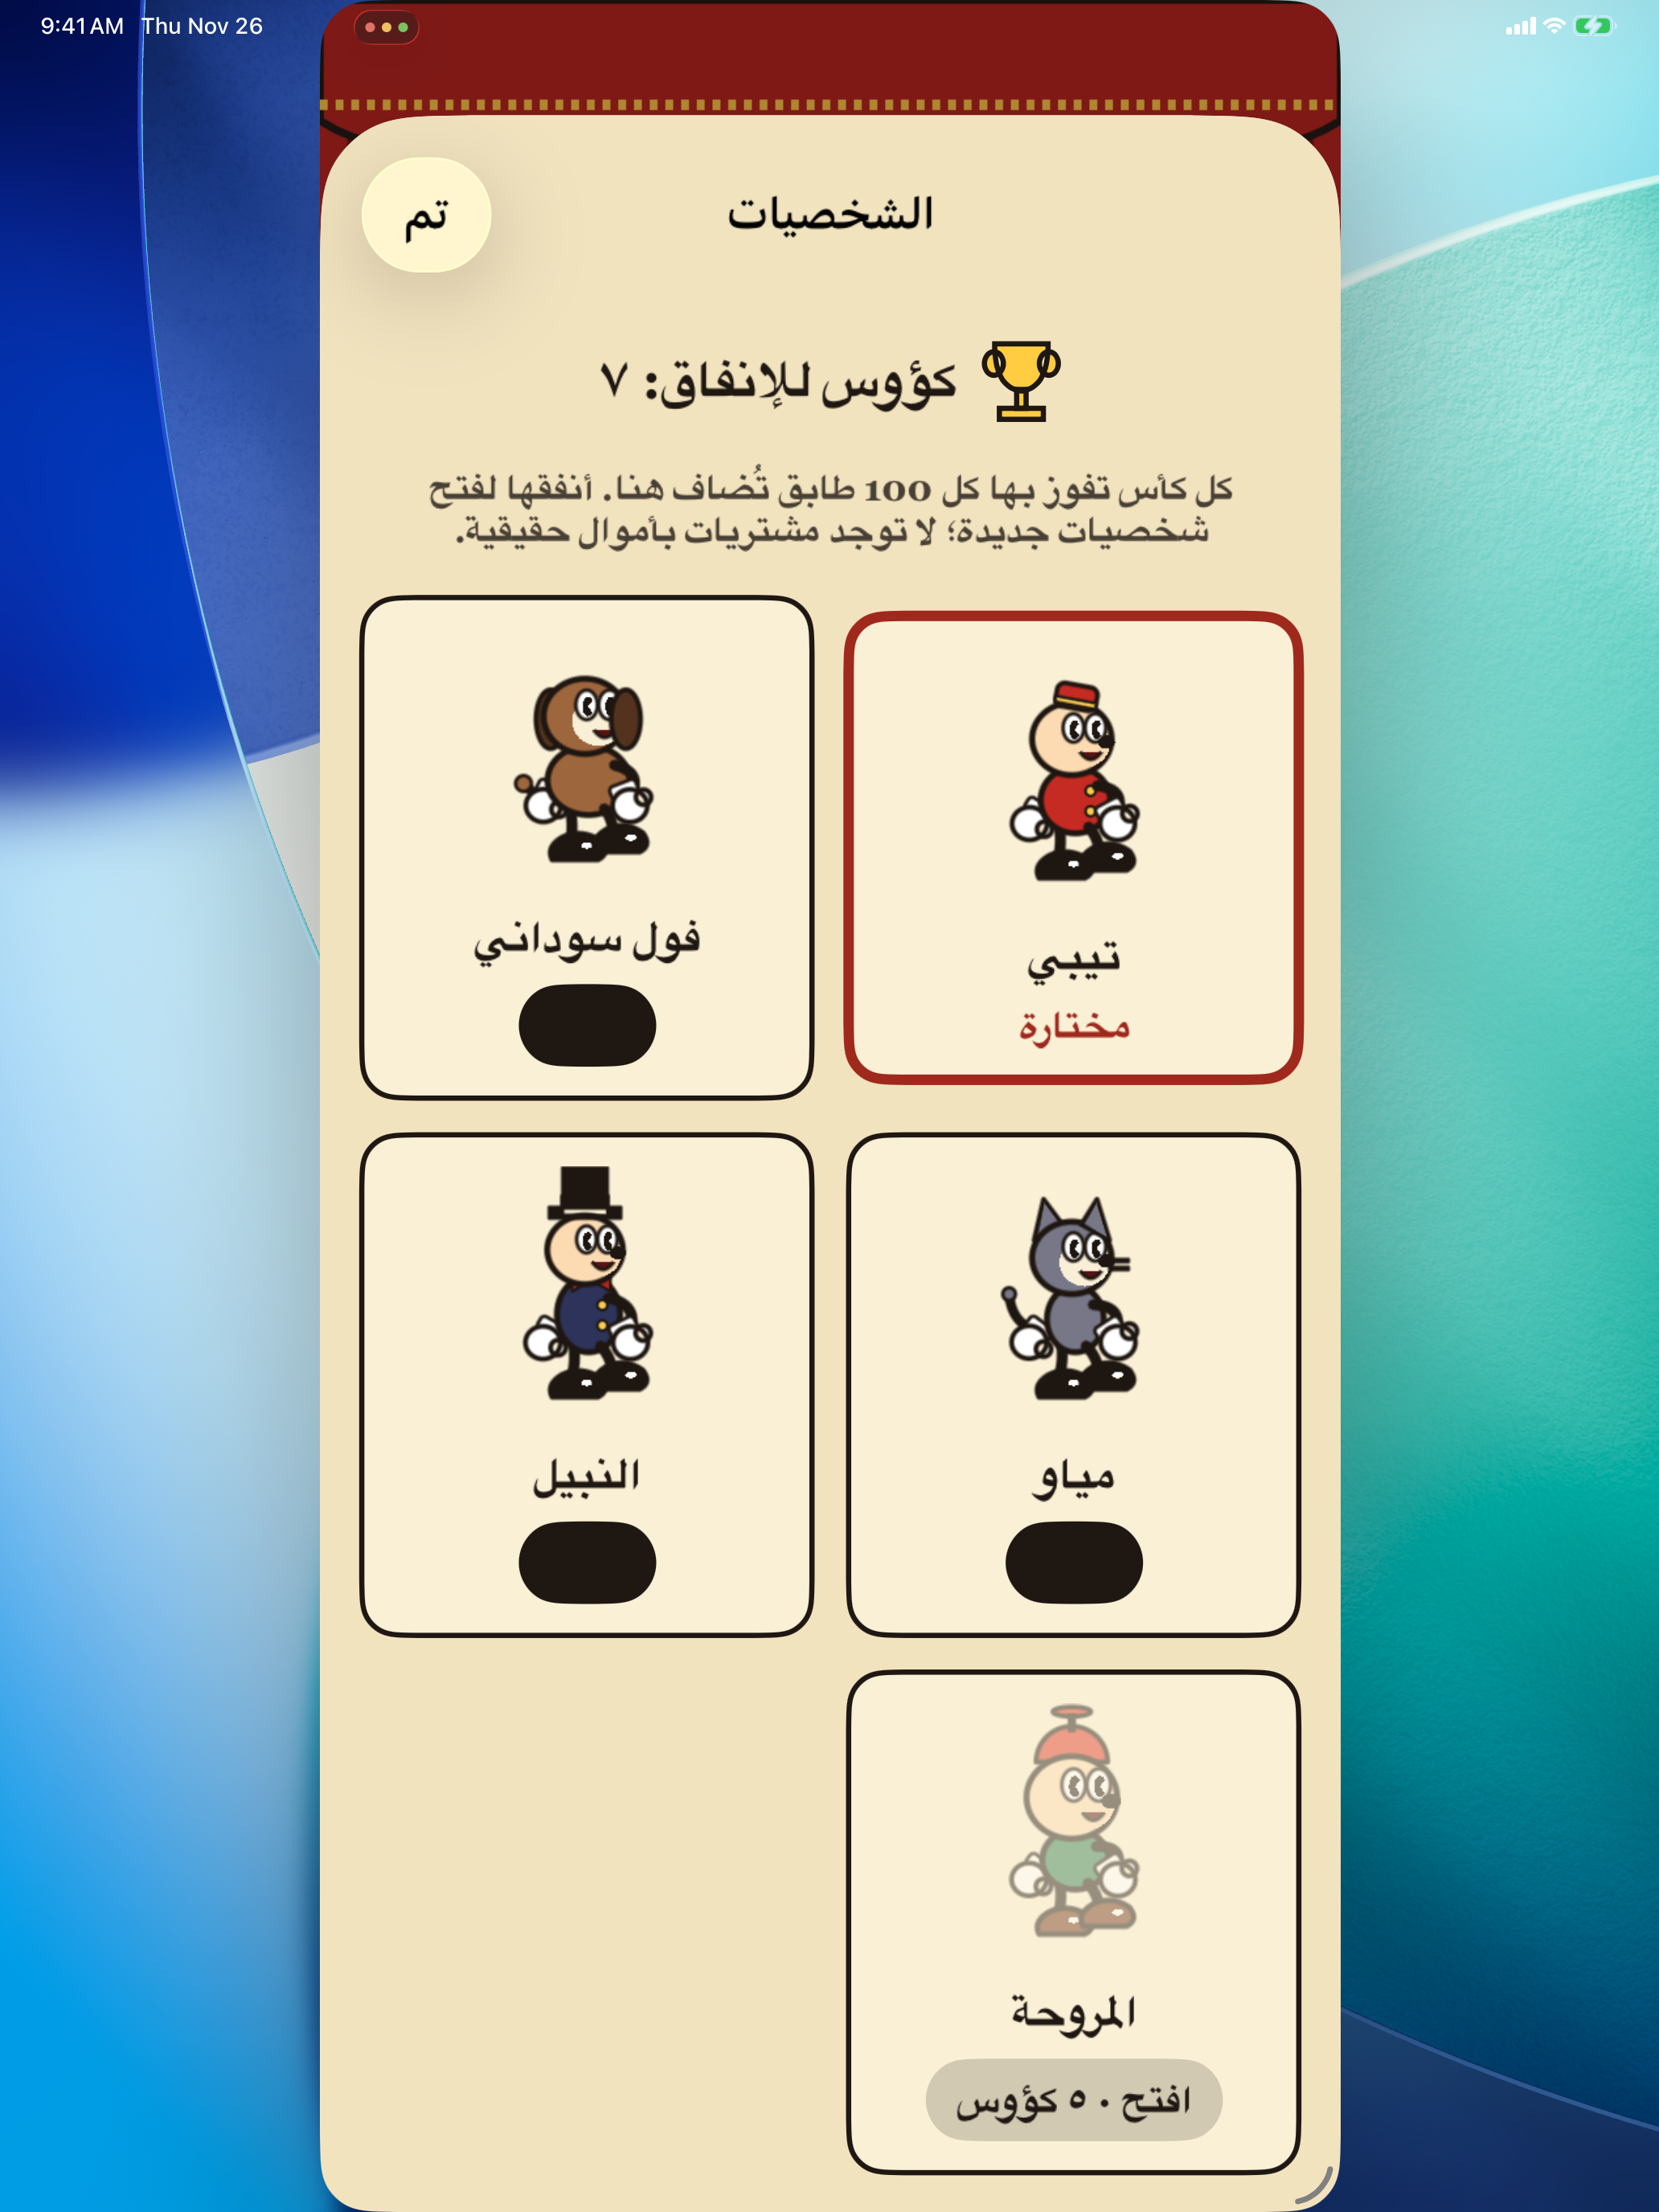 9:41 AM Thu Nov 26
تم
الشخصيات
كؤوس للإنفاق: ٧
كل كأس تفوز بها كل 100 طابق تُضاف هنا. أنفقها لفتح
شخصيات جديدة؛ لا توجد مشتريات بأموال حقيقية.
تيبي
مختارة
فول سوداني
مياو
النبيل
المروحة
افتح · ٥ كؤوس